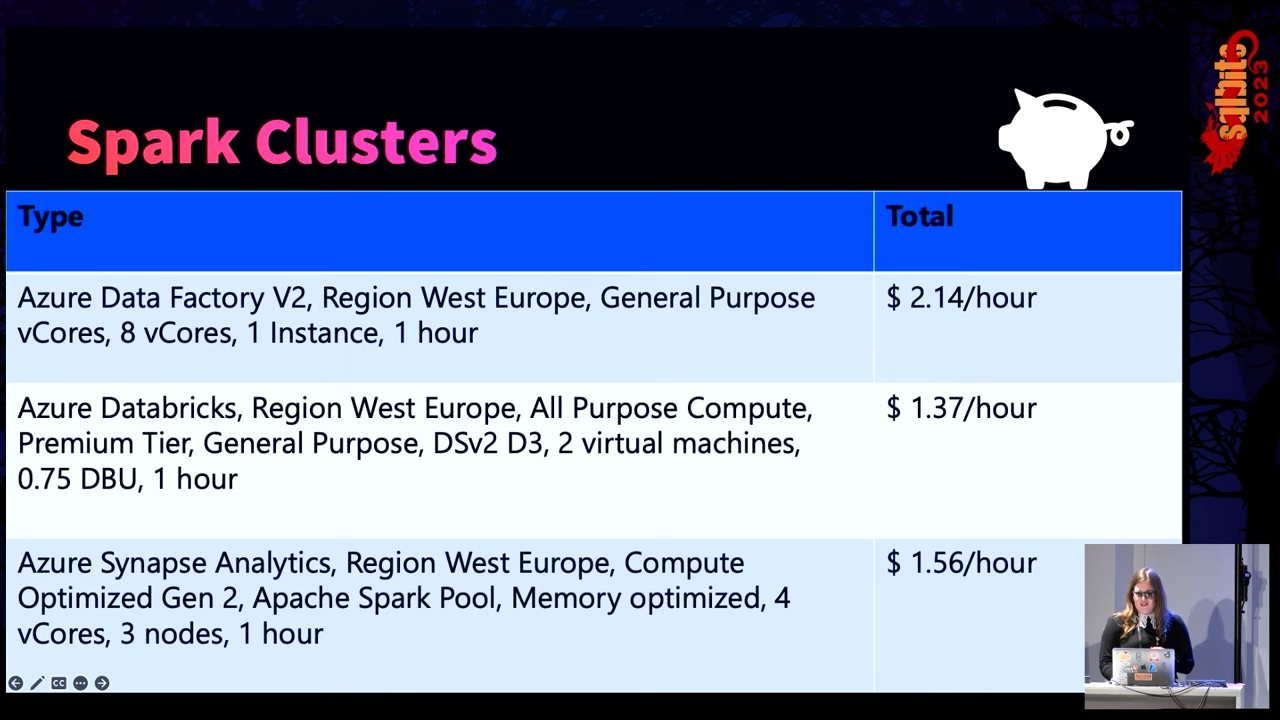 sqlbits
2023
Spark Clusters
Type
Total
Azure Data Factory V2, Region West Europe, General Purpose
vCores, 8 vCores, 1 Instance, 1 hour
$ 2.14/hour
Azure Databricks, Region West Europe, All Purpose Compute,
Premium Tier, General Purpose, DSv2 D3, 2 virtual machines,
0.75 DBU, 1 hour
$ 1.37/hour
Azure Synapse Analytics, Region West Europe, Compute
Optimized Gen 2, Apache Spark Pool, Memory optimized, 4
vCores, 3 nodes, 1 hour
$ 1.56/hour
CC